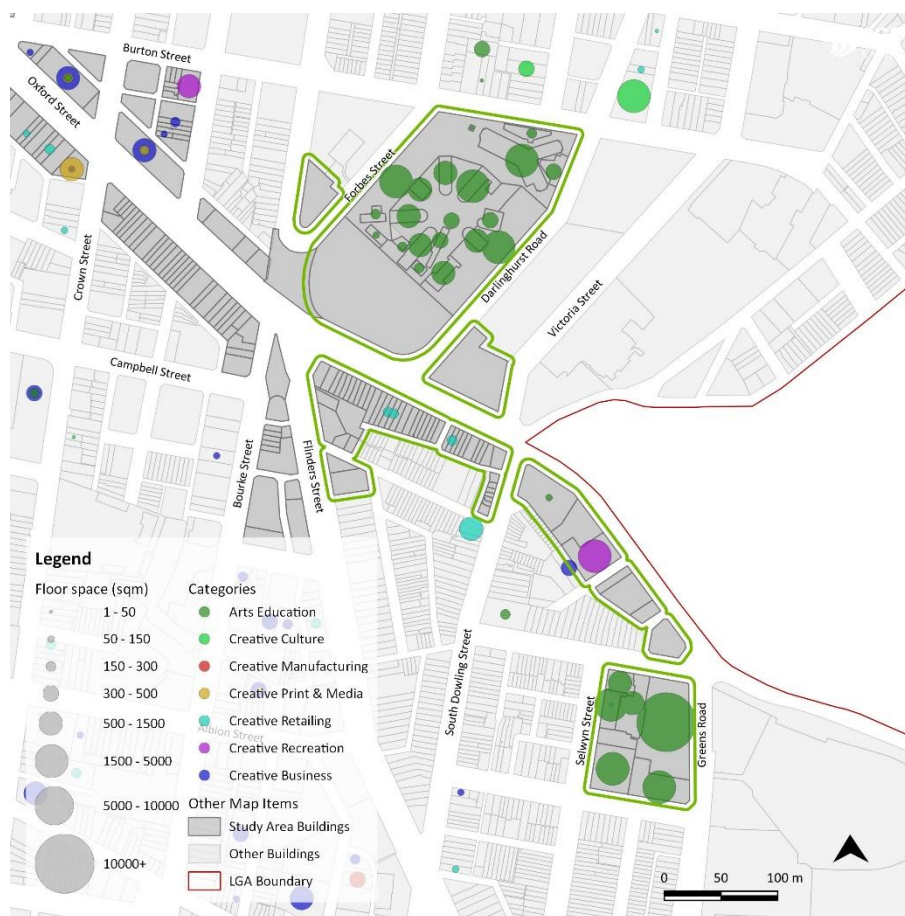 Burton Street
Oxford Street
Forbes Street
Crown Street
Darlinghurst Road
Victoria Street
Campbell Street
Bourke Street
Flinders Street
South Dowling Street
Selwyn Street
Greens Road
Albion Street
Legend
Floor space (sqm)
1 - 50
50 - 150
150 - 300
300 - 500
500 - 1500
1500 - 5000
5000 - 10000
10000+
Categories
Arts Education
Creative Culture
Creative Manufacturing
Creative Print & Media
Creative Retailing
Creative Recreation
Creative Business
Other Map Items
Study Area Buildings
Other Buildings
LGA Boundary
0 50 100 m